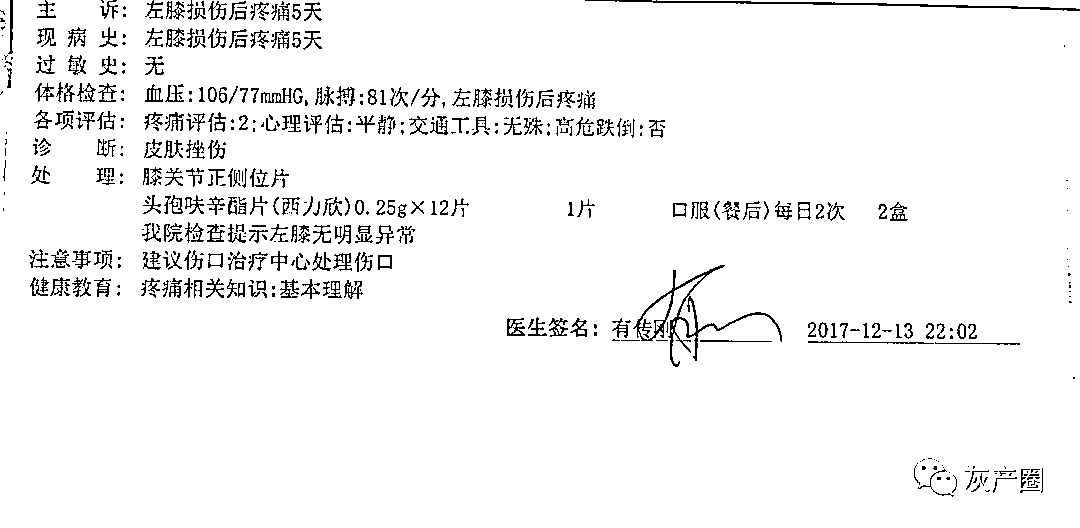 主 诉: 左膝损伤后疼痛5天
现 病 史: 左膝损伤后疼痛5天
过 敏 史: 无
体格检查: 血压:106/77mmHG,脉搏:81次/分,左膝损伤后疼痛
各项评估: 疼痛评估:2;心理评估:平静;交通工具:无殊;高危跌倒:否
诊 断: 皮肤挫伤
处 理: 膝关节正侧位片
头孢呋辛酯片(西力欣)0.25g×12片 1片 口服(餐后)每日2次 2盒
我院检查提示左膝无明显异常
注意事项: 建议伤口治疗中心处理伤口
健康教育: 疼痛相关知识:基本理解
医生签名: 有传刚 2017-12-13 22:02
灰产圈